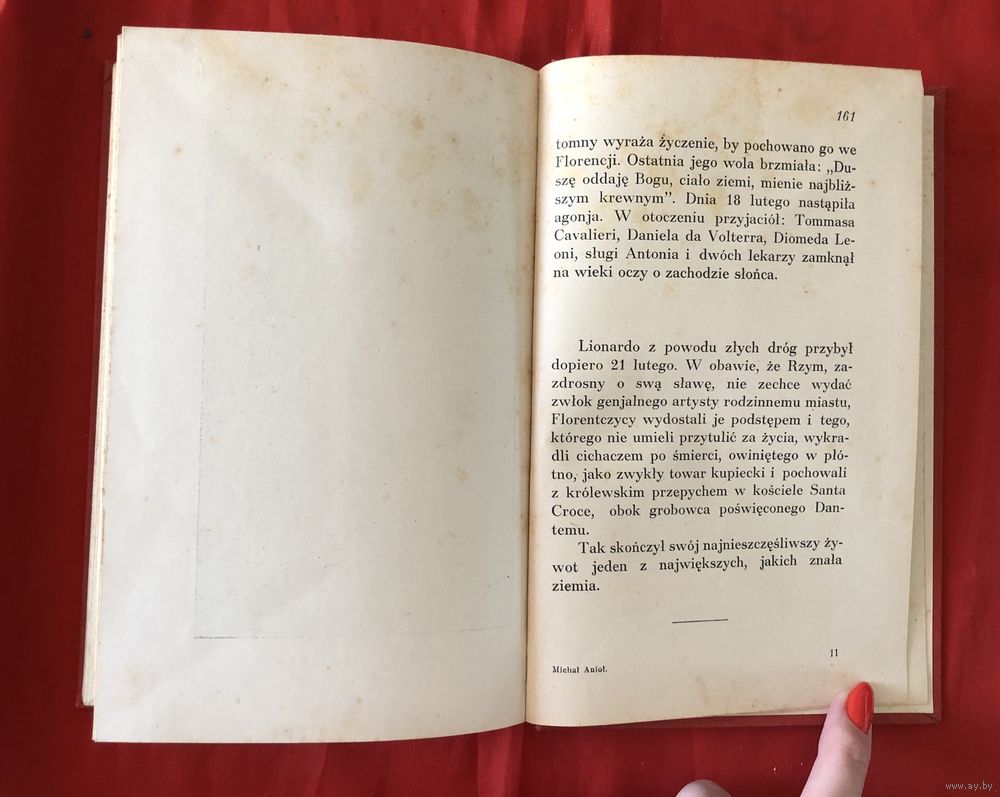 161
tomny wyraża życzenie, by pochowano go we
Florencji. Ostatnia jego wola brzmiała: „Du-
szę oddaję Bogu, ciało ziemi, mienie najbliż-
szym krewnym”. Dnia 18 lutego nastąpiła
agonja. W otoczeniu przyjaciół: Tommasa
Cavalieri, Daniela da Volterra, Diomeda Le-
oni, sługi Antonia i dwóch lekarzy zamknął
na wieki oczy o zachodzie słońca.
Lionardo z powodu złych dróg przybył
dopiero 21 lutego. W obawie, że Rzym, za-
zdrosny o swą sławę, nie zechce wydać
zwłok genjalnego artysty rodzinnemu miastu,
Florentczycy wydostali je podstępem i tego,
którego nie umieli przytulić za życia, wykra-
dli cichaczem po śmierci, owiniętego w płó-
tno, jako zwykły towar kupiecki i pochowali
z królewskim przepychem w kościele Santa
Croce, obok grobowca poświęconego Dan-
temu.
Tak skończył swój najnieszczęśliwszy ży-
wot jeden z największych, jakich znała
ziemia.
11
Michał Anioł.
www.ay.by